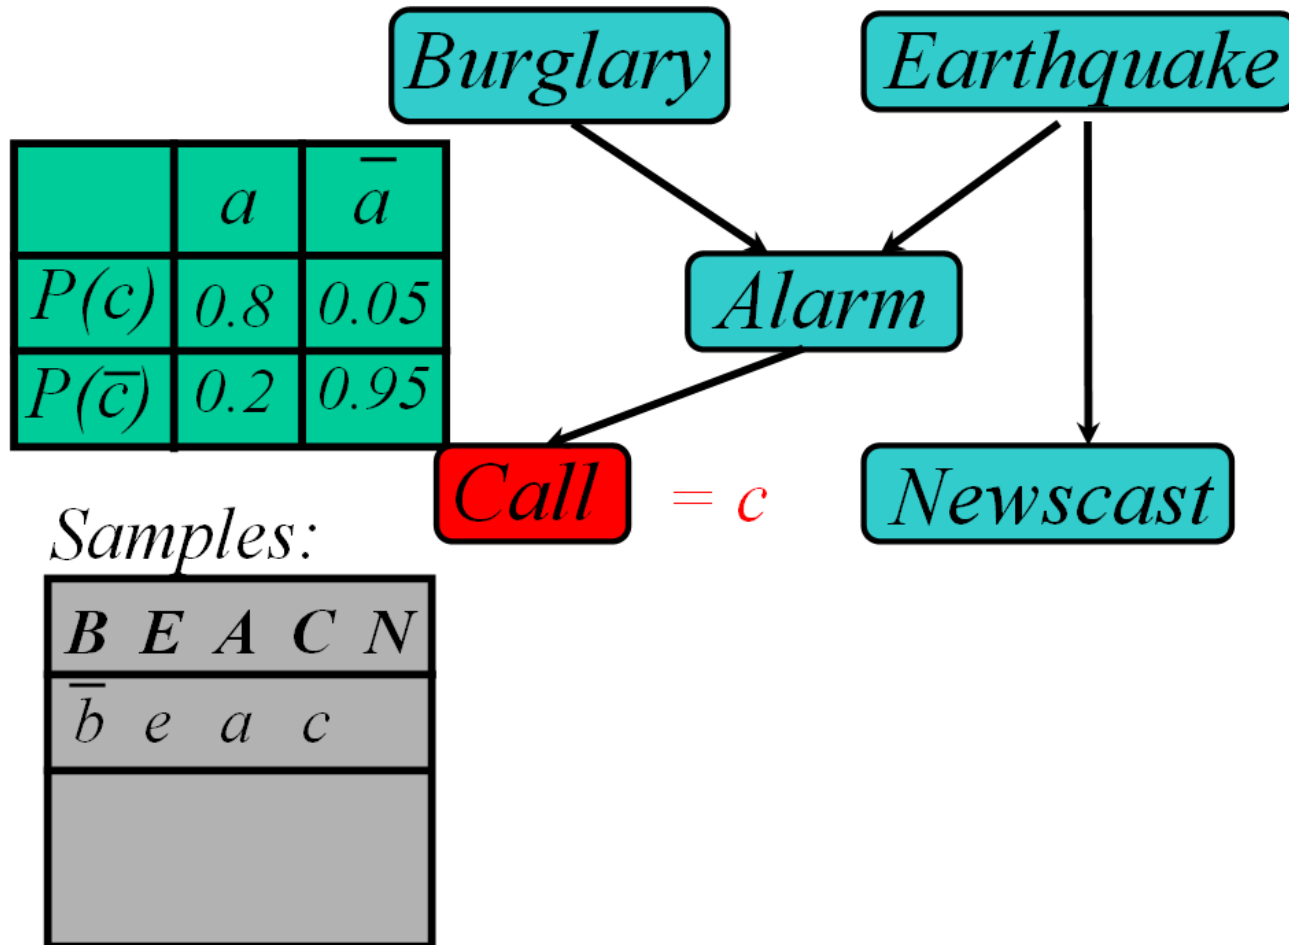 Burglary
Earthquake
a a̅
P(c) 0.8 0.05
P(c̅) 0.2 0.95
Alarm
Call = c
Newscast
Samples:
B E A C N
b̅ e a c